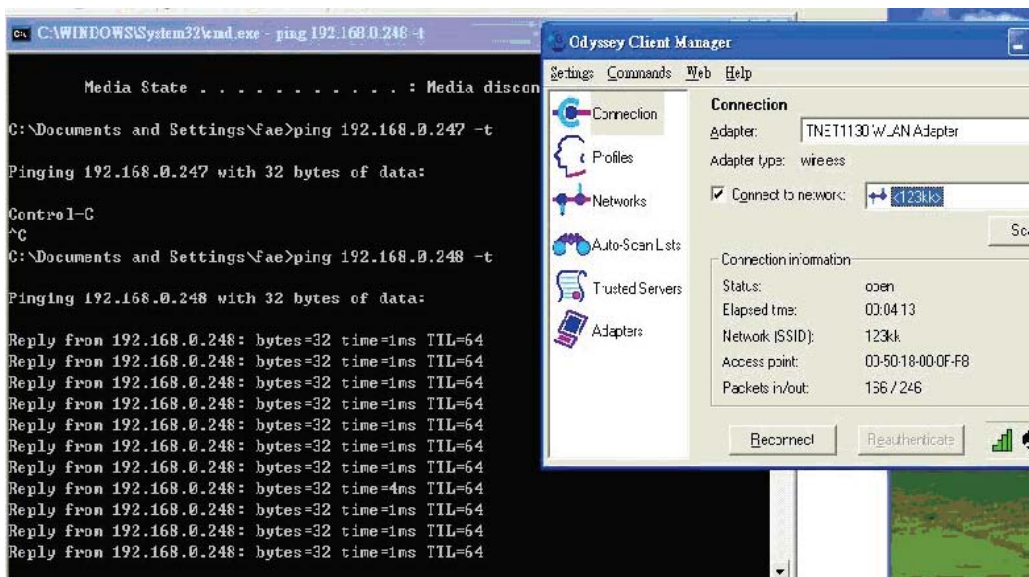 C:\WINDOWS\System32\cmd.exe - ping 192.168.0.248 -t
Media State . . . . . . . . . . . : Media discon
C:\Documents and Settings\fae>ping 192.168.0.247 -t
Pinging 192.168.0.247 with 32 bytes of data:
Control-C
^C
C:\Documents and Settings\fae>ping 192.168.0.248 -t
Pinging 192.168.0.248 with 32 bytes of data:
Reply from 192.168.0.248: bytes=32 time=1ms TTL=64
Reply from 192.168.0.248: bytes=32 time=1ms TTL=64
Reply from 192.168.0.248: bytes=32 time=1ms TTL=64
Reply from 192.168.0.248: bytes=32 time=1ms TTL=64
Reply from 192.168.0.248: bytes=32 time=1ms TTL=64
Reply from 192.168.0.248: bytes=32 time=1ms TTL=64
Reply from 192.168.0.248: bytes=32 time=1ms TTL=64
Reply from 192.168.0.248: bytes=32 time=4ms TTL=64
Reply from 192.168.0.248: bytes=32 time=1ms TTL=64
Reply from 192.168.0.248: bytes=32 time=1ms TTL=64
Reply from 192.168.0.248: bytes=32 time=1ms TTL=64
Odyssey Client Manager
Settings Commands Web Help
Connection
Profiles
Networks
Auto-Scan Lists
Trusted Servers
Adapters
Connection
Adapter: TNET1130 WLAN Adapter
Adapter type: wireless
Connect to network: <123kk>
Sca
Connection information
Status: open
Elapsed time: 00:04:13
Network (SSID): 123kk
Access point: 00-50-18-00-0F-F8
Packets in/out: 166 / 246
Reconnect Reauthenticate